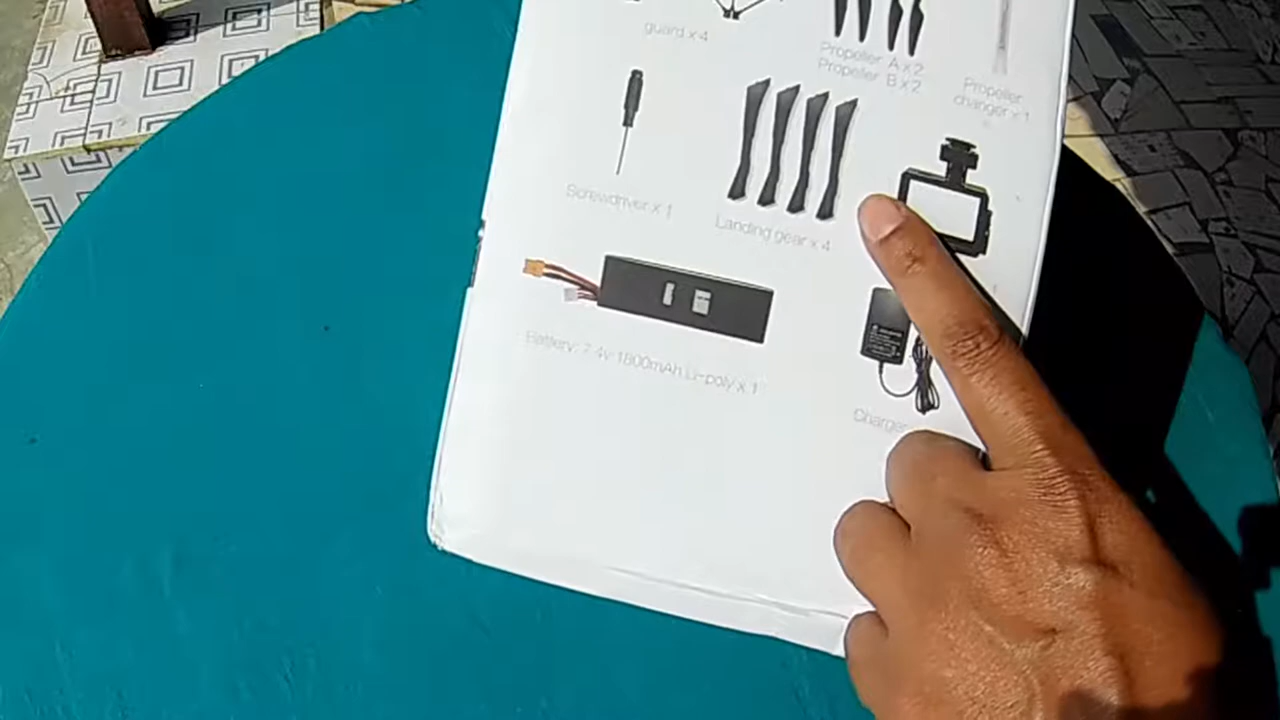 guard x 4
Propeller A x 2
Propeller B x 2
Propeller
changer x 1
Screwdriver x 1
Landing gear x 4
Battery: 7.4v 1800mAh Li-poly x 1
Charger